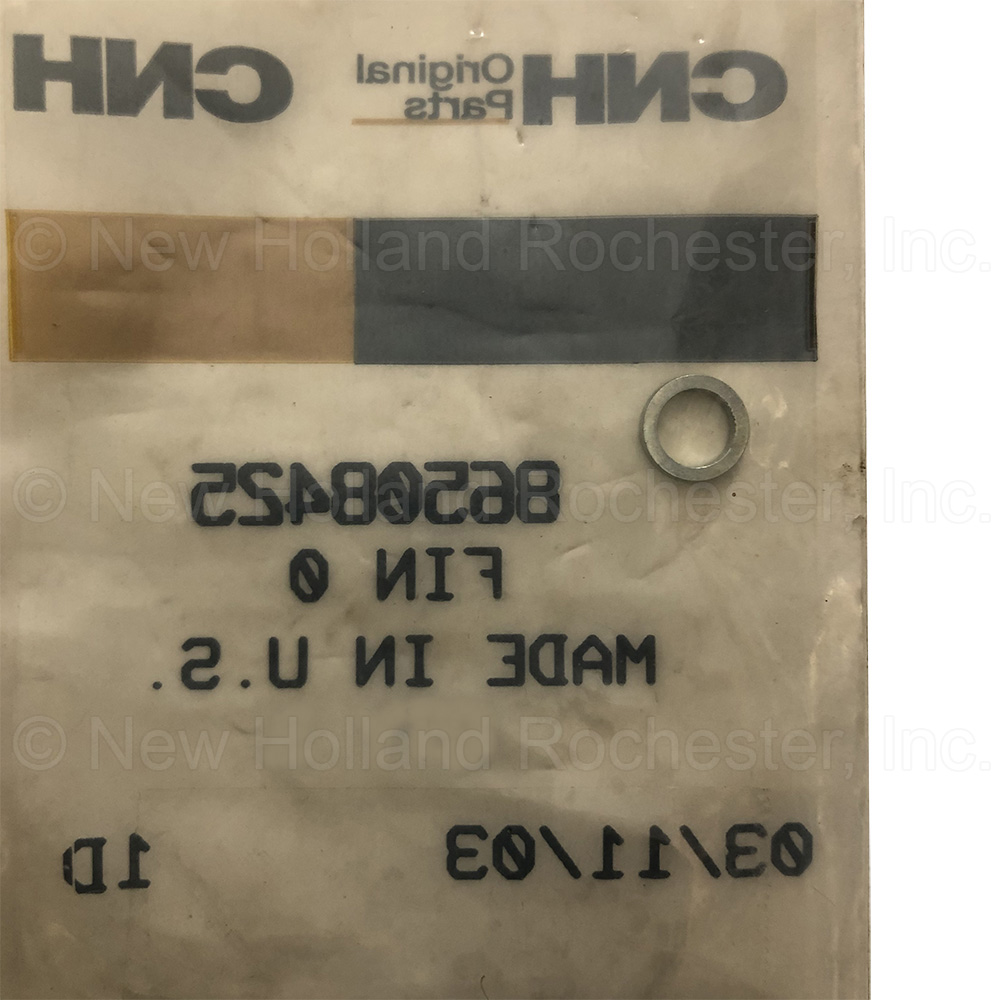 CNH Original Parts CNH
© New Holland Rochester, Inc.
86508425
© New Holland Rochester, Inc.
FIN 0
MADE IN U.S.
© New Holland Rochester, Inc.
03/11/03 1D